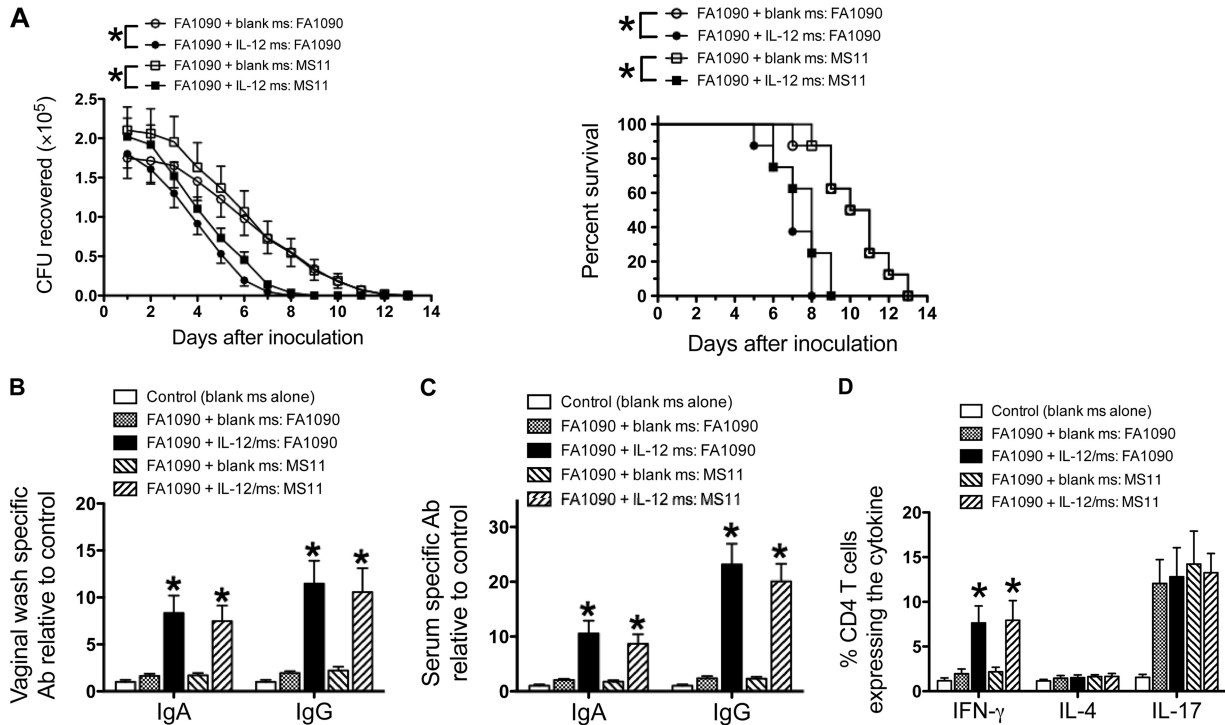 A
* FA1090 + blank ms: FA1090
FA1090 + IL-12 ms: FA1090
* FA1090 + blank ms: MS11
FA1090 + IL-12 ms: MS11
CFU recovered (×10⁵)
2.5
2.0
1.5
1.0
0.5
0.0
0 2 4 6 8 10 12 14
Days after inoculation
* FA1090 + blank ms: FA1090
FA1090 + IL-12 ms: FA1090
* FA1090 + blank ms: MS11
FA1090 + IL-12 ms: MS11
Percent survival
100
80
60
40
20
0
0 2 4 6 8 10 12 14
Days after inoculation
B
Control (blank ms alone)
FA1090 + blank ms: FA1090
FA1090 + IL-12/ms: FA1090
FA1090 + blank ms: MS11
FA1090 + IL-12/ms: MS11
Vaginal wash specific
Ab relative to control
20
15
10
5
0
* * * *
IgA IgG
C
Control (blank ms alone)
FA1090 + blank ms: FA1090
FA1090 + IL-12 ms: FA1090
FA1090 + blank ms: MS11
FA1090 + IL-12 ms: MS11
Serum specific Ab
relative to control
30
20
10
0
* * * *
IgA IgG
D
Control (blank ms alone)
FA1090 + blank ms: FA1090
FA1090 + IL-12/ms: FA1090
FA1090 + blank ms: MS11
FA1090 + IL-12/ms: MS11
% CD4 T cells
expressing the cytokine
20
15
10
5
0
* *
IFN-γ IL-4 IL-17